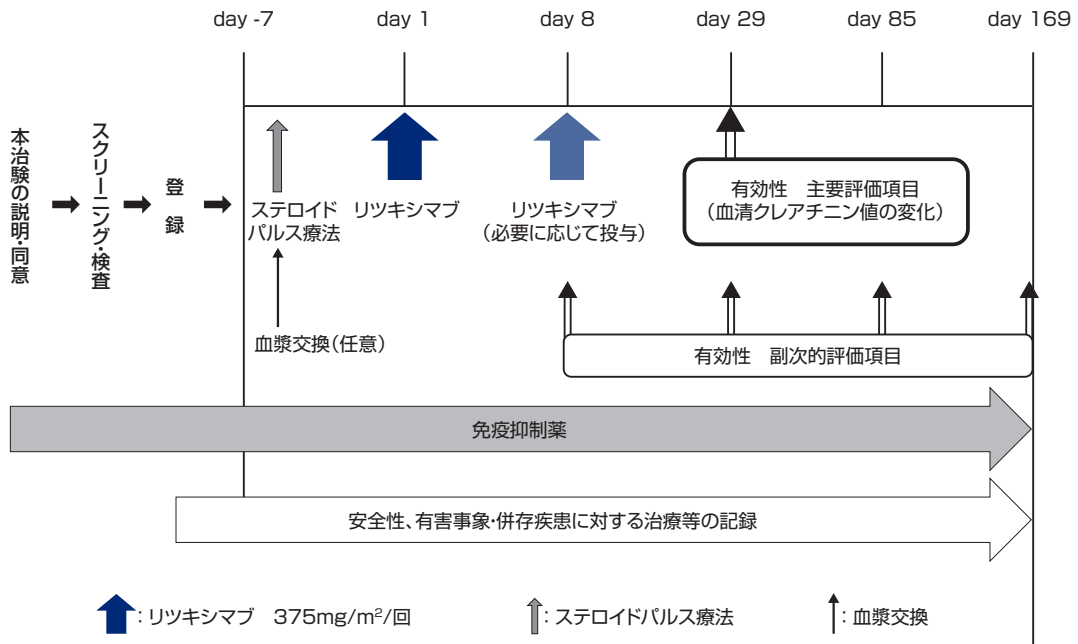 day -7
day 1
day 8
day 29
day 85
day 169
本治験の説明・同意
スクリーニング・検査
登録
ステロイド
パルス療法
リツキシマブ
リツキシマブ
（必要に応じて投与）
有効性　主要評価項目
（血清クレアチニン値の変化）
血漿交換（任意）
有効性　副次的評価項目
免疫抑制薬
安全性、有害事象・併存疾患に対する治療等の記録
：リツキシマブ　375mg/m²/回
：ステロイドパルス療法
：血漿交換